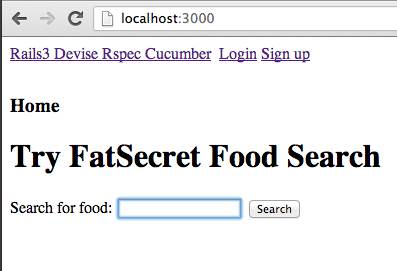 localhost:3000
Rails3 Devise Rspec Cucumber Login Sign up
Home
Try FatSecret Food Search
Search for food: Search